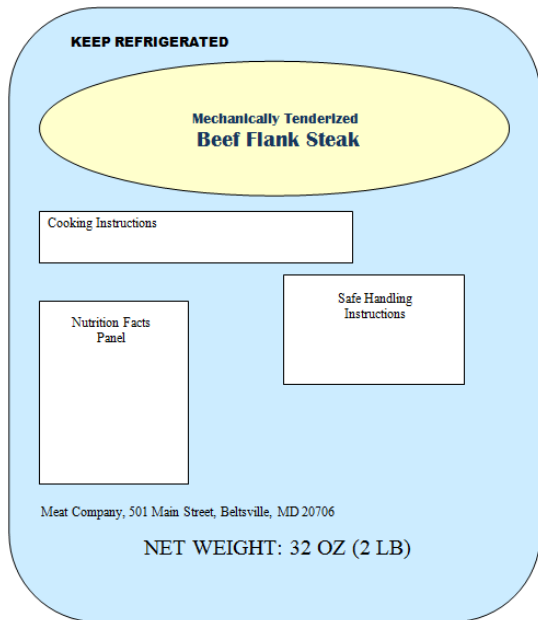 KEEP REFRIGERATED
Mechanically Tenderized
Beef Flank Steak
Cooking Instructions
Safe Handling
Instructions
Nutrition Facts
Panel
Meat Company, 501 Main Street, Beltsville, MD 20706
NET WEIGHT: 32 OZ (2 LB)